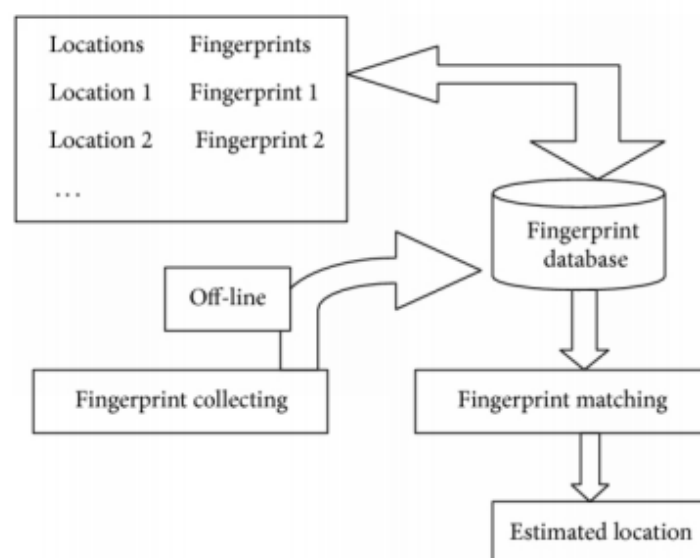 Locations Fingerprints
Location 1 Fingerprint 1
Location 2 Fingerprint 2
...
Fingerprint
database
Off-line
Fingerprint collecting
Fingerprint matching
Estimated location